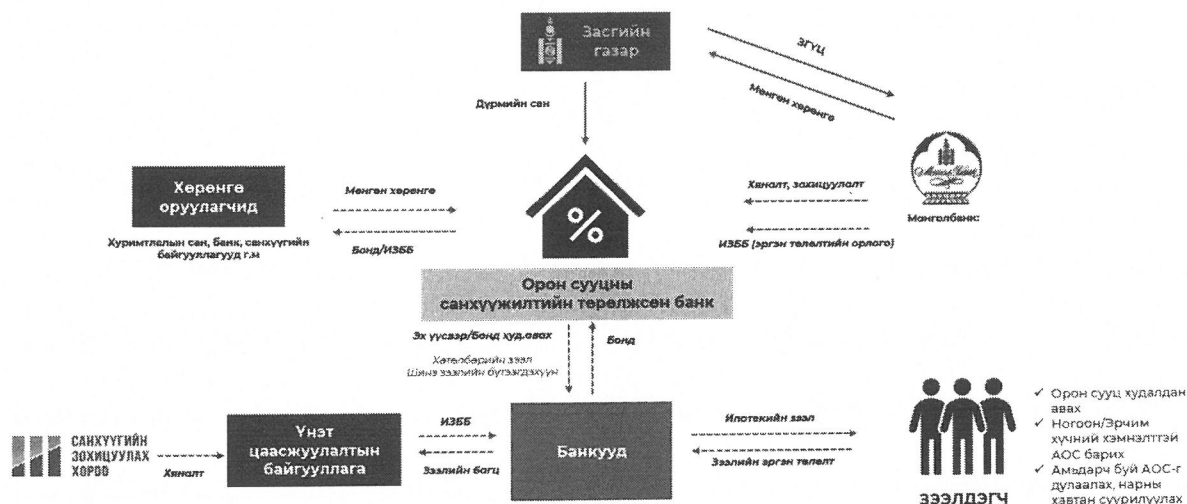 Засгийн
газар
ЗГҮЦ
Мөнгөн хөрөнгө
Дүрмийн сан
Хөрөнгө
оруулагчид
Мөнгөн хөрөнгө
Бонд/ИЗББ
Хуримтлалын сан, банк, санхүүгийн
байгууллагууд г.м
%
Хяналт, зохицуулалт
ИЗББ (эргэн төлөлтийн орлого)
Монголбанк:
Орон сууцны
санхүүжилтийн төрөлжсөн банк
Эх үүсвэр/Бонд худ.авах
Хөтөлбөрийн зээл
Шинэ зээлийн бүтээгдэхүүн
Бонд
САНХҮҮГИЙН
ЗОХИЦУУЛАХ
ХОРОО
Хяналт
Үнэт
цаасжуулалтын
байгууллага
ИЗББ
Зээлийн багц
Банкууд
Ипотекийн зээл
Зээлийн эргэн төлөлт
ЗЭЭЛДЭГЧ
✓ Орон сууц худалдан
авах
✓ Ногоон/Эрчим
хүчний хэмнэлттэй
АОС барих
✓ Амьдарч буй АОС-г
дулаалах, нарны
хавтан суурилуулах